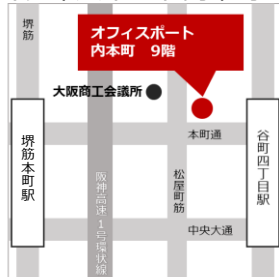 堺筋
オフィスポート
内本町 9階
大阪商工会議所
本町通
堺筋本町駅
谷町四丁目駅
阪神高速1号環状線
松屋町筋
中央大通